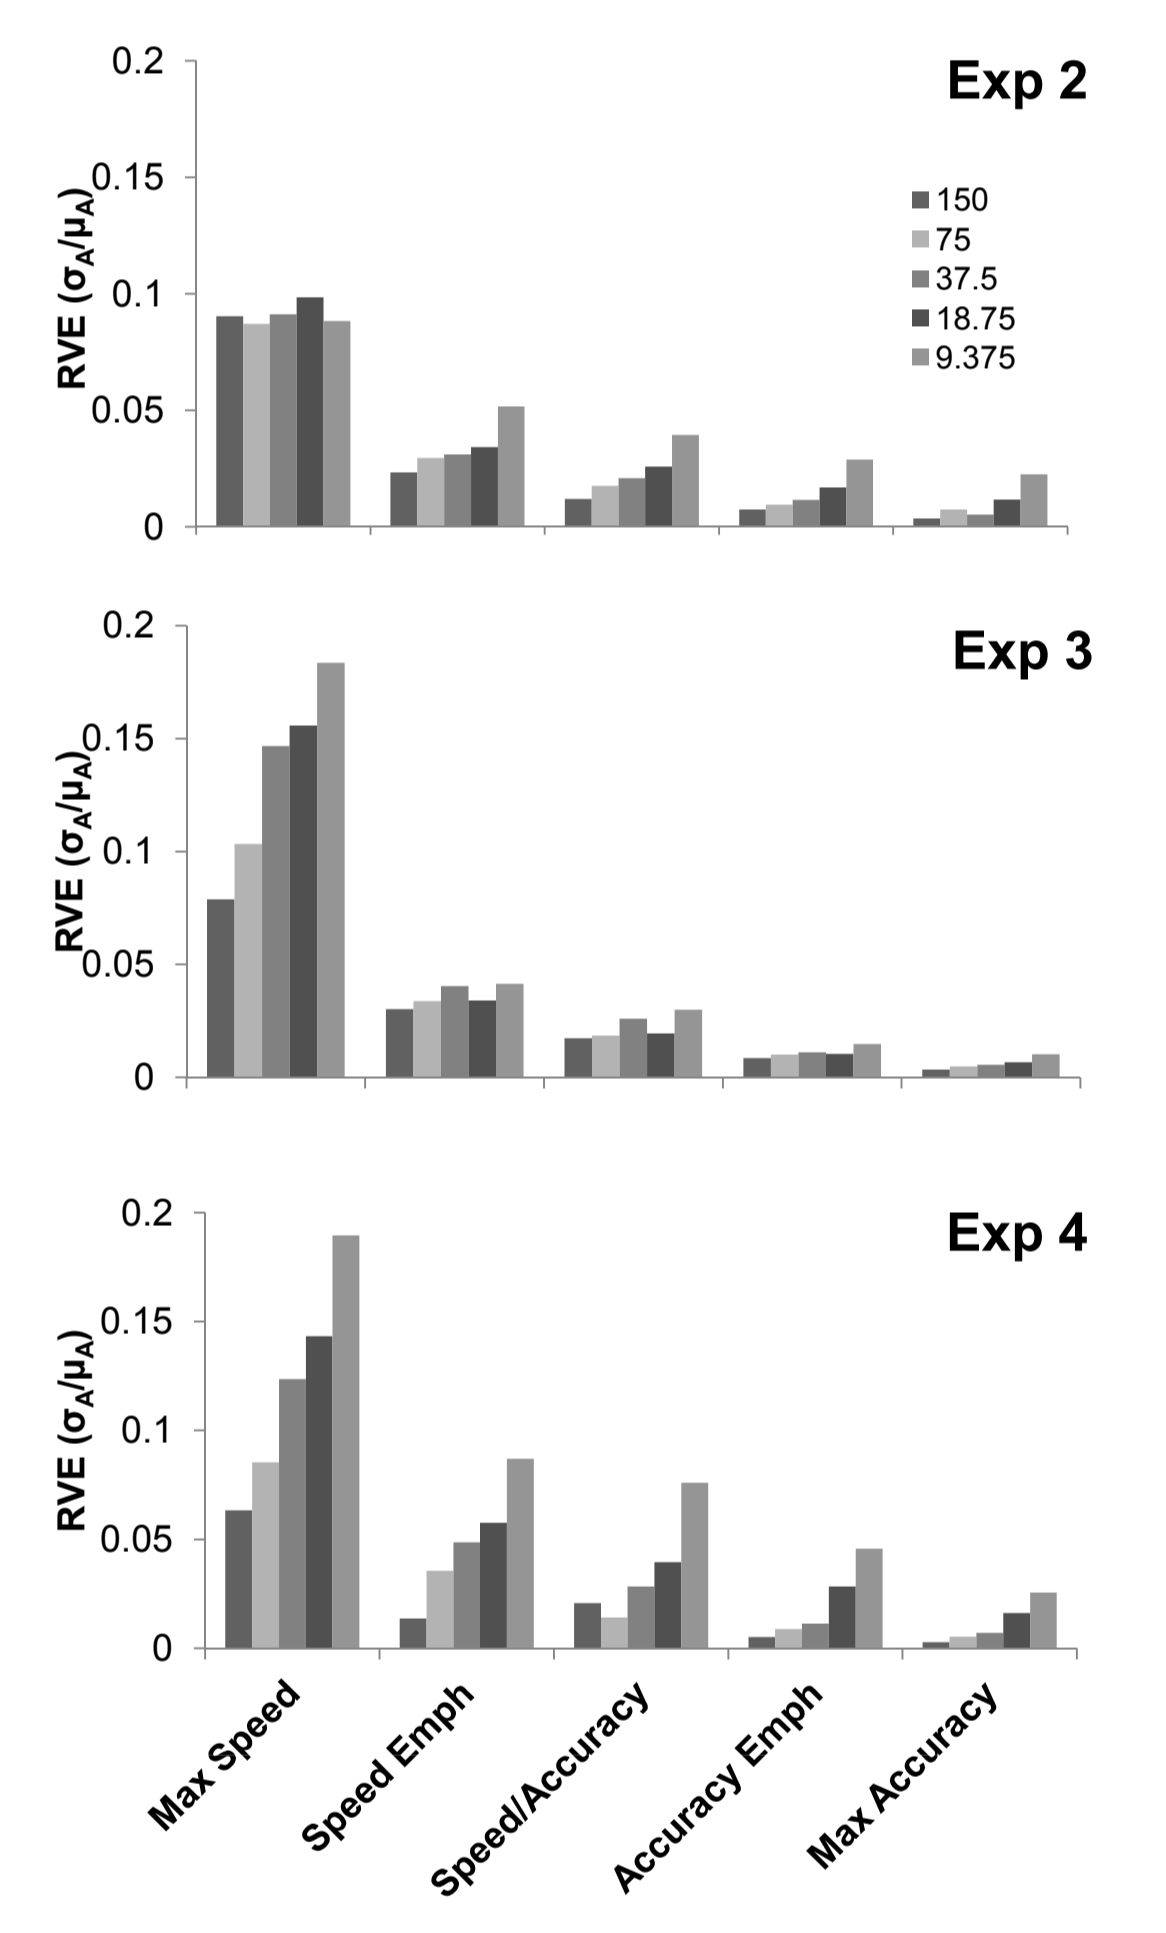 Exp 2
0.2
0.15
0.1
0.05
0
RVE (σA/μA)
150
75
37.5
18.75
9.375
Exp 3
0.2
0.15
0.1
0.05
0
RVE (σA/μA)
Exp 4
0.2
0.15
0.1
0.05
0
RVE (σA/μA)
Max Speed
Speed Emph
Speed/Accuracy
Accuracy Emph
Max Accuracy